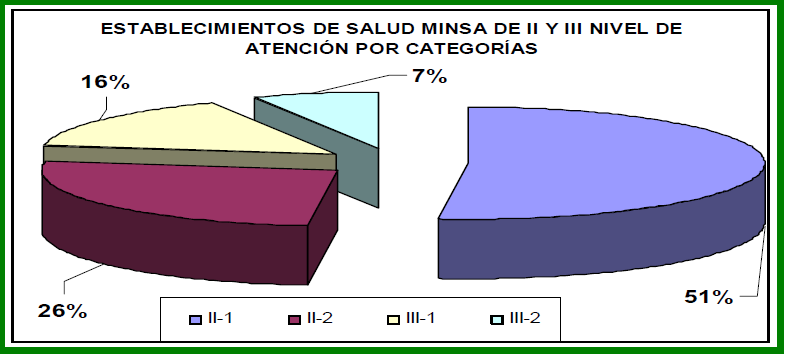 ESTABLECIMIENTOS DE SALUD MINSA DE II Y III NIVEL DE
ATENCIÓN POR CATEGORÍAS
7%
16%
26%
51%
II-1 II-2 III-1 III-2